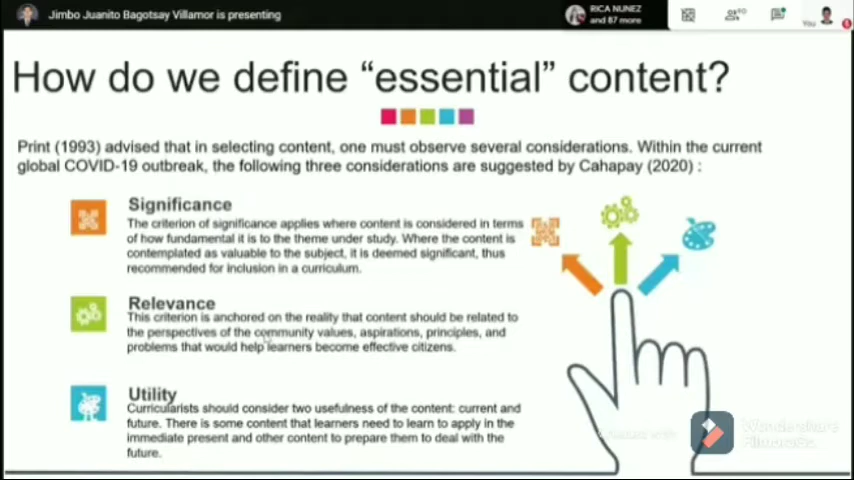 Jimbo Juanito Bagotsay Villamor is presenting
RICA NUNEZ
and 87 more
90
You
How do we define “essential” content?
Print (1993) advised that in selecting content, one must observe several considerations. Within the current
global COVID-19 outbreak, the following three considerations are suggested by Cahapay (2020) :
Significance
The criterion of significance applies where content is considered in terms
of how fundamental it is to the theme under study. Where the content is
contemplated as valuable to the subject, it is deemed significant, thus
recommended for inclusion in a curriculum.
Relevance
This criterion is anchored on the reality that content should be related to
the perspectives of the community values, aspirations, principles, and
problems that would help learners become effective citizens.
Utility
Curricularists should consider two usefulness of the content: current and
future. There is some content that learners need to learn to apply in the
immediate present and other content to prepare them to deal with the
future.
Wondershare
Filmora